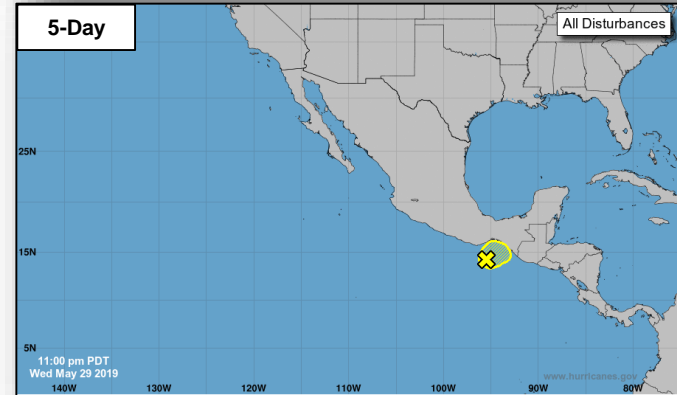 5-Day
All Disturbances
25N
15N
5N
11:00 pm PDT
Wed May 29 2019
www.hurricanes.gov
140W 130W 120W 110W 100W 90W 80W